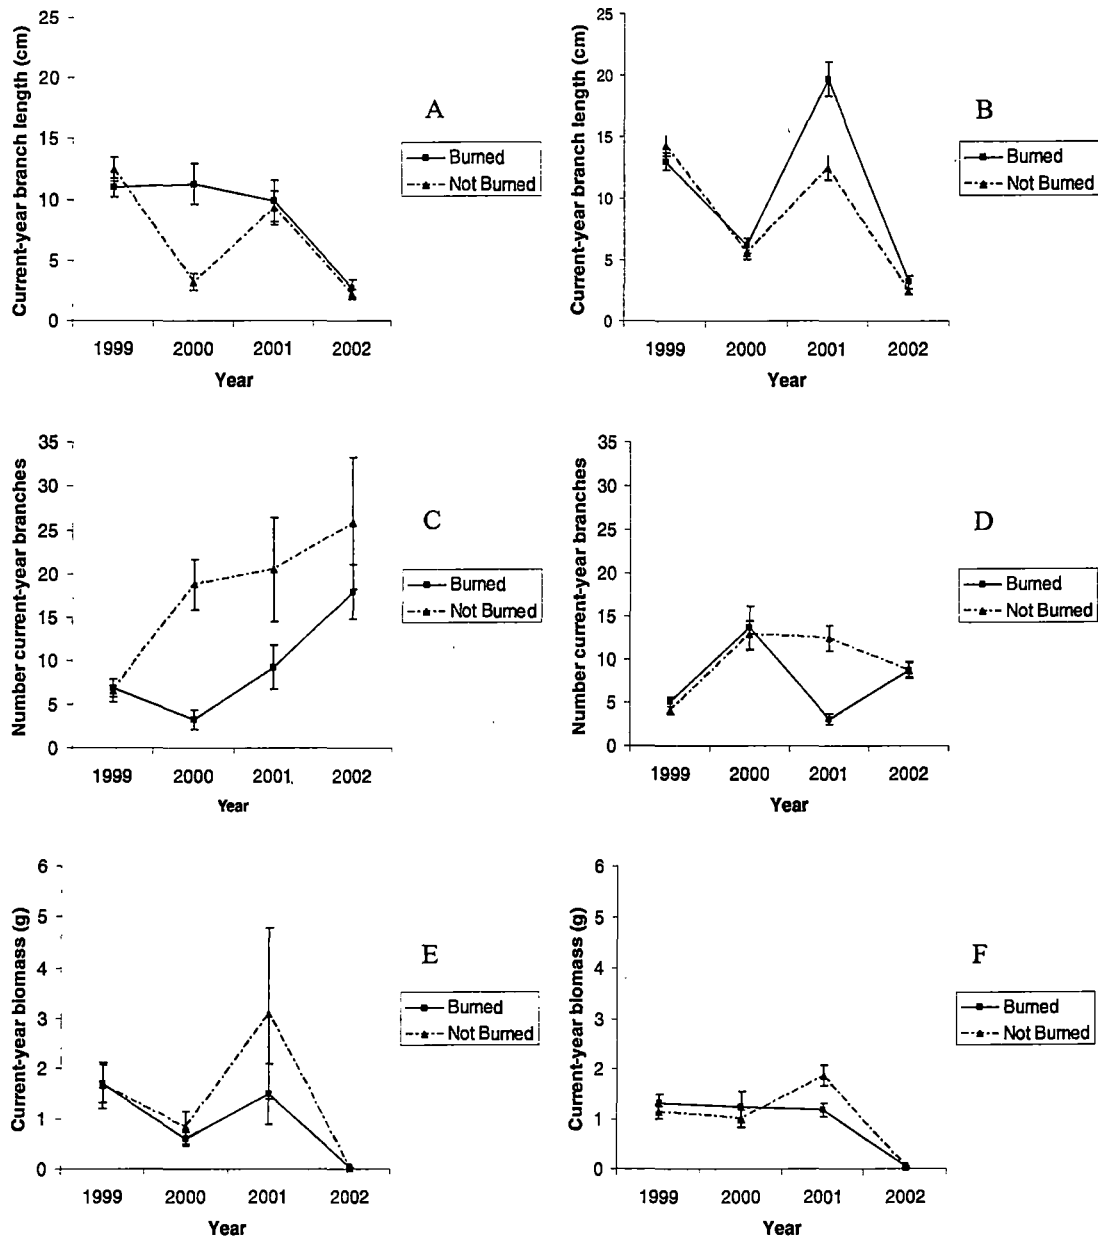 Current-year branch length (cm)
25
20
15
10
5
0
1999 2000 2001 2002
Year
A
Burned
Not Burned
Current-year branch length (cm)
25
20
15
10
5
0
1999 2000 2001 2002
Year
B
Burned
Not Burned
Number current-year branches
35
30
25
20
15
10
5
0
1999 2000 2001 2002
Year
C
Burned
Not Burned
Number current-year branches
35
30
25
20
15
10
5
0
1999 2000 2001 2002
Year
D
Burned
Not Burned
Current-year biomass (g)
6
5
4
3
2
1
0
1999 2000 2001 2002
Year
E
Burned
Not Burned
Current-year biomass (g)
6
5
4
3
2
1
0
1999 2000 2001 2002
Year
F
Burned
Not Burned